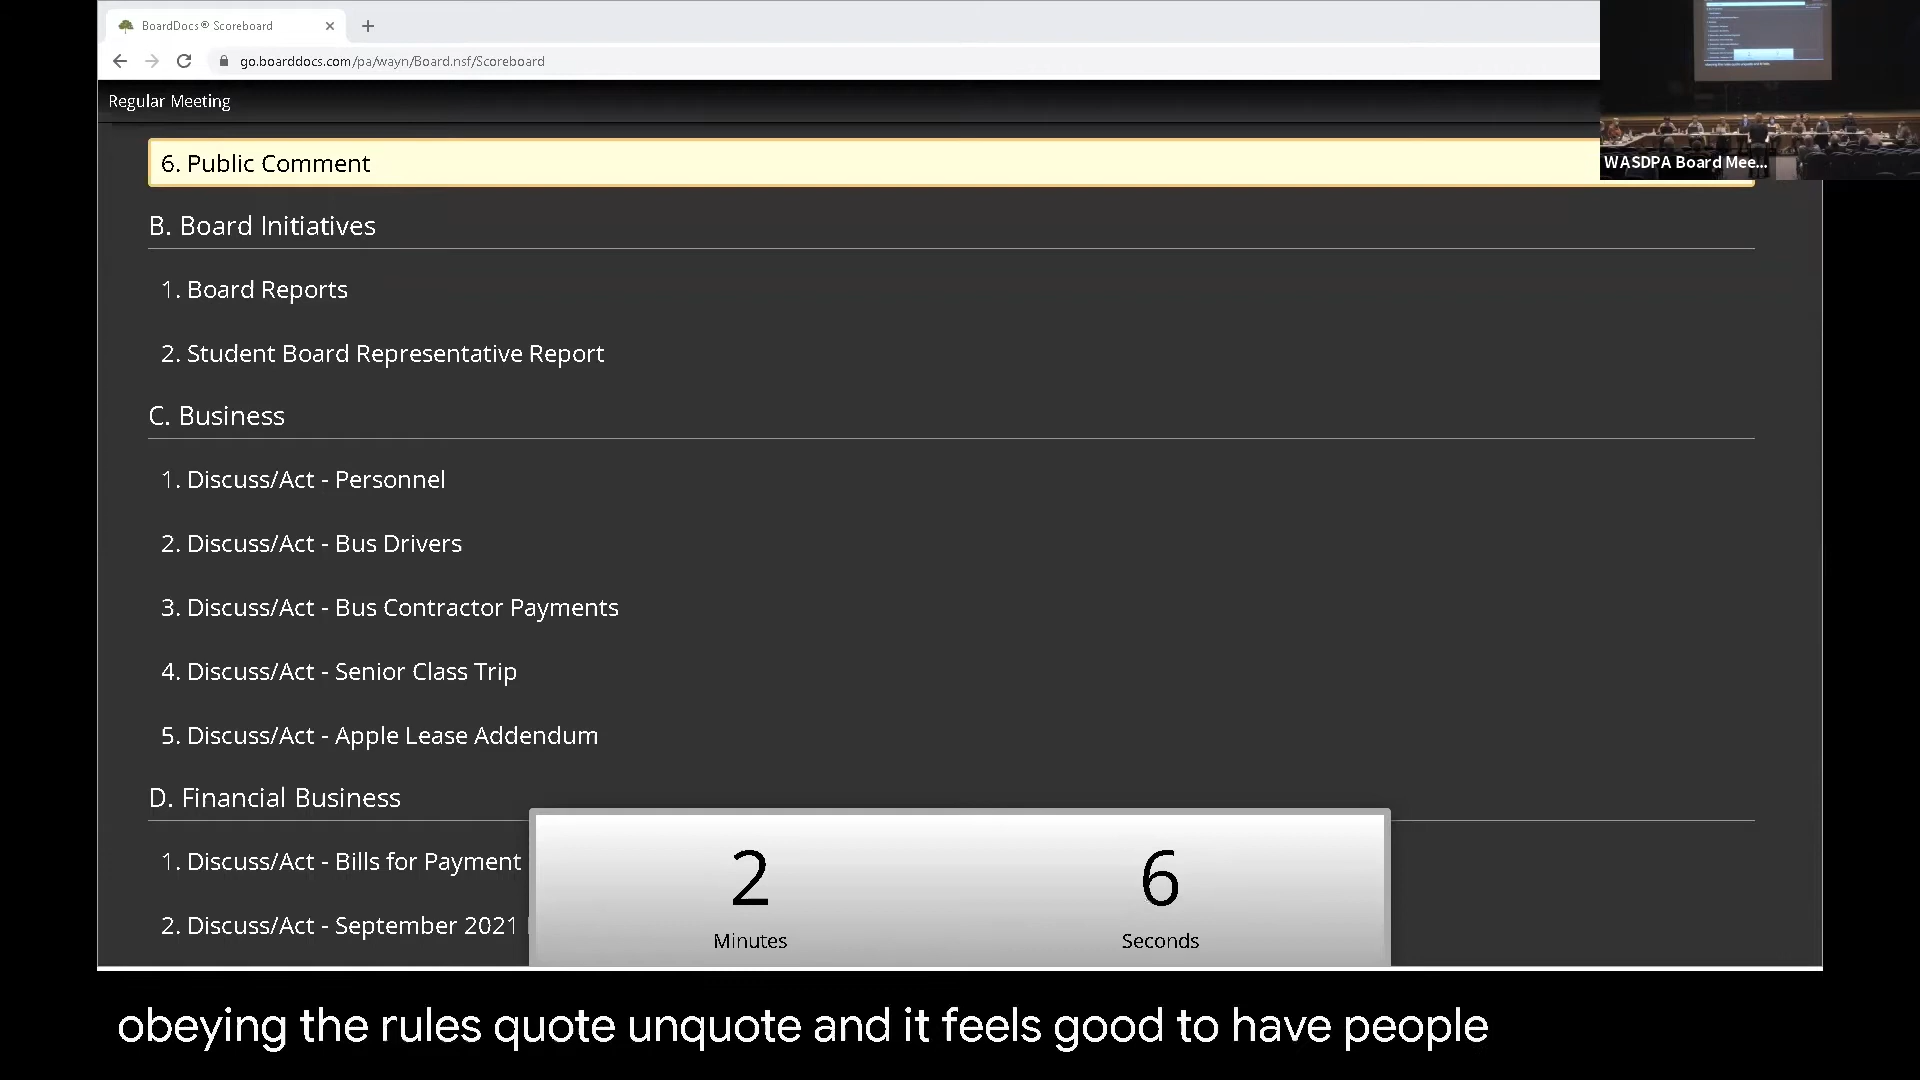 BoardDocs® Scoreboard
go.boarddocs.com/pa/wayn/Board.nsf/Scoreboard
Regular Meeting
6. Public Comment
WASDPA Board Mee...
B. Board Initiatives
1. Board Reports
2. Student Board Representative Report
C. Business
1. Discuss/Act - Personnel
2. Discuss/Act - Bus Drivers
3. Discuss/Act - Bus Contractor Payments
4. Discuss/Act - Senior Class Trip
5. Discuss/Act - Apple Lease Addendum
D. Financial Business
1. Discuss/Act - Bills for Payment
2. Discuss/Act - September 2021
2 6
Minutes Seconds
obeying the rules quote unquote and it feels good to have people